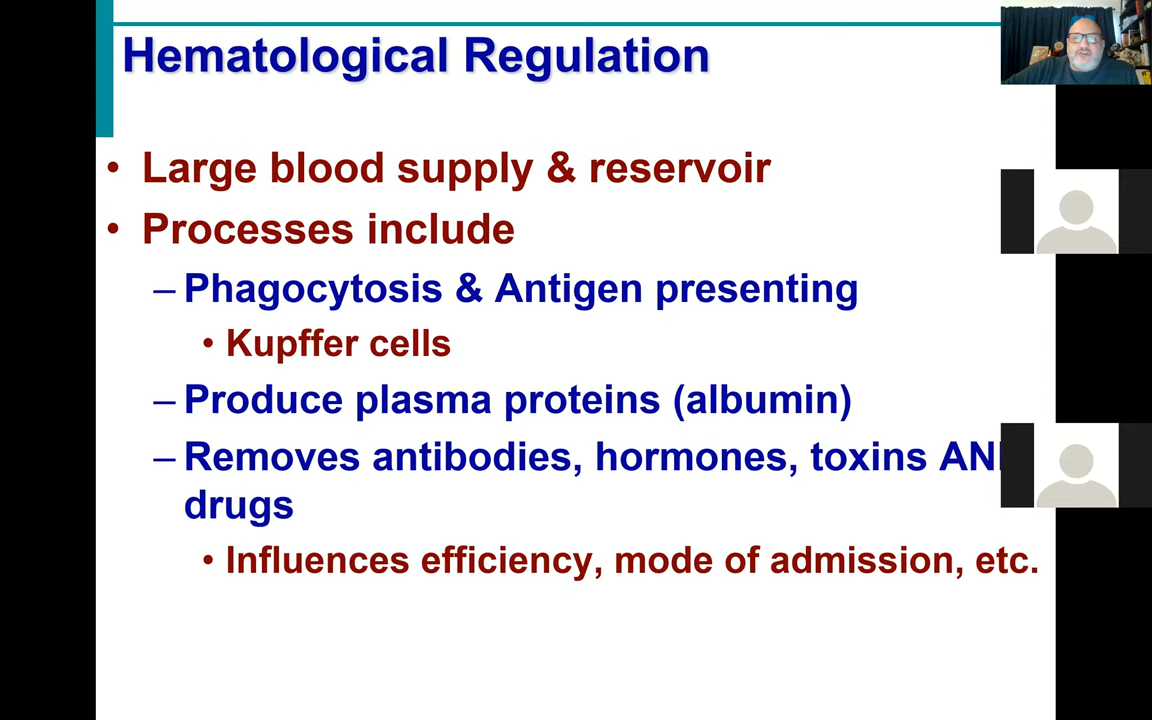 Hematological Regulation
• Large blood supply & reservoir
• Processes include
– Phagocytosis & Antigen presenting
• Kupffer cells
– Produce plasma proteins (albumin)
– Removes antibodies, hormones, toxins
drugs
• Influences efficiency, mode of admission, etc.